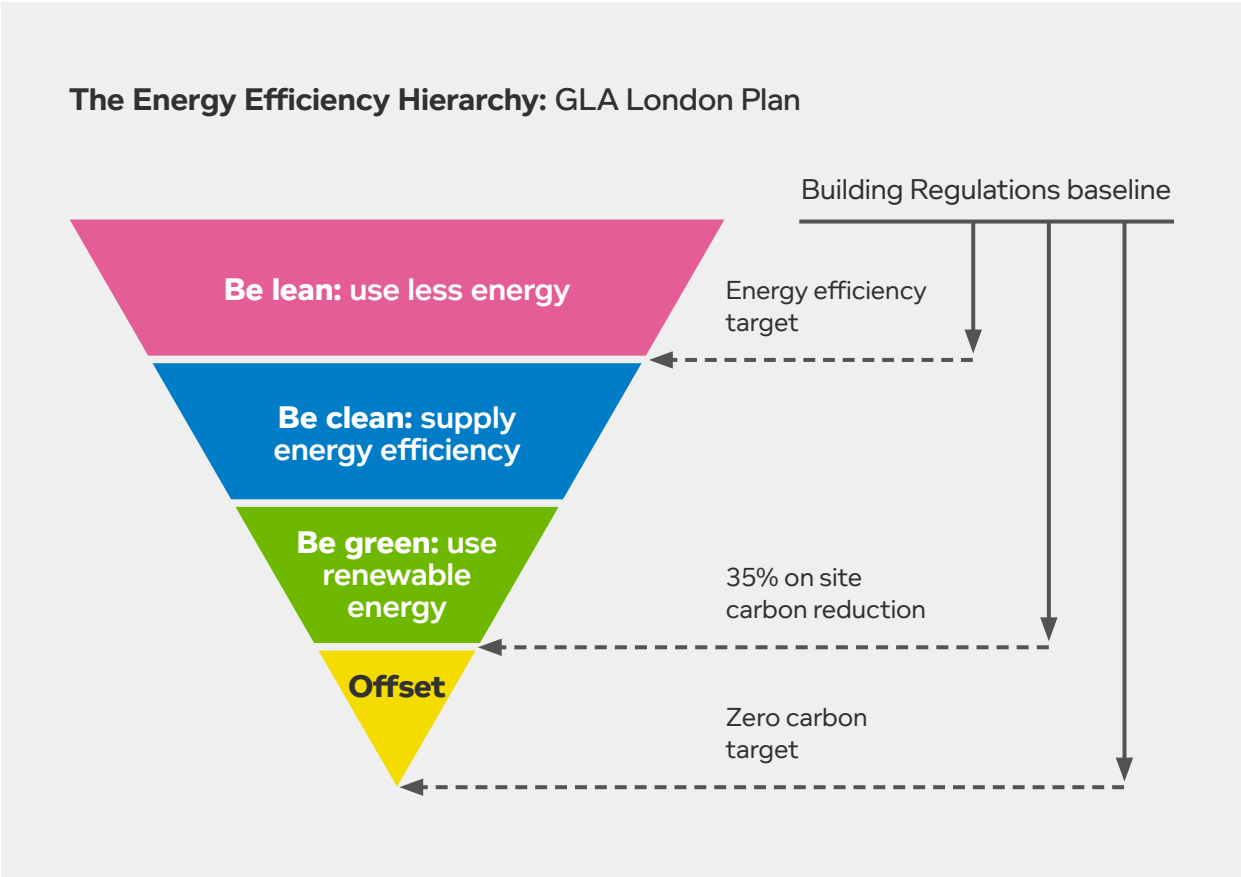 The Energy Efficiency Hierarchy: GLA London Plan
Building Regulations baseline
Be lean: use less energy
Energy efficiency
target
Be clean: supply
energy efficiency
Be green: use
renewable
energy
35% on site
carbon reduction
Offset
Zero carbon
target